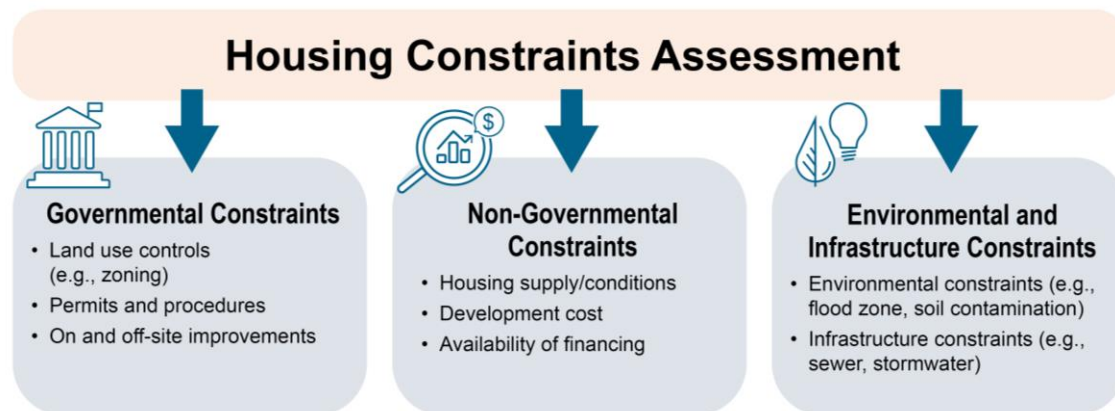 Housing Constraints Assessment
$
Governmental Constraints
• Land use controls
(e.g., zoning)
• Permits and procedures
• On and off-site improvements
Non-Governmental
Constraints
• Housing supply/conditions
• Development cost
• Availability of financing
Environmental and
Infrastructure Constraints
• Environmental constraints (e.g.,
flood zone, soil contamination)
• Infrastructure constraints (e.g.,
sewer, stormwater)